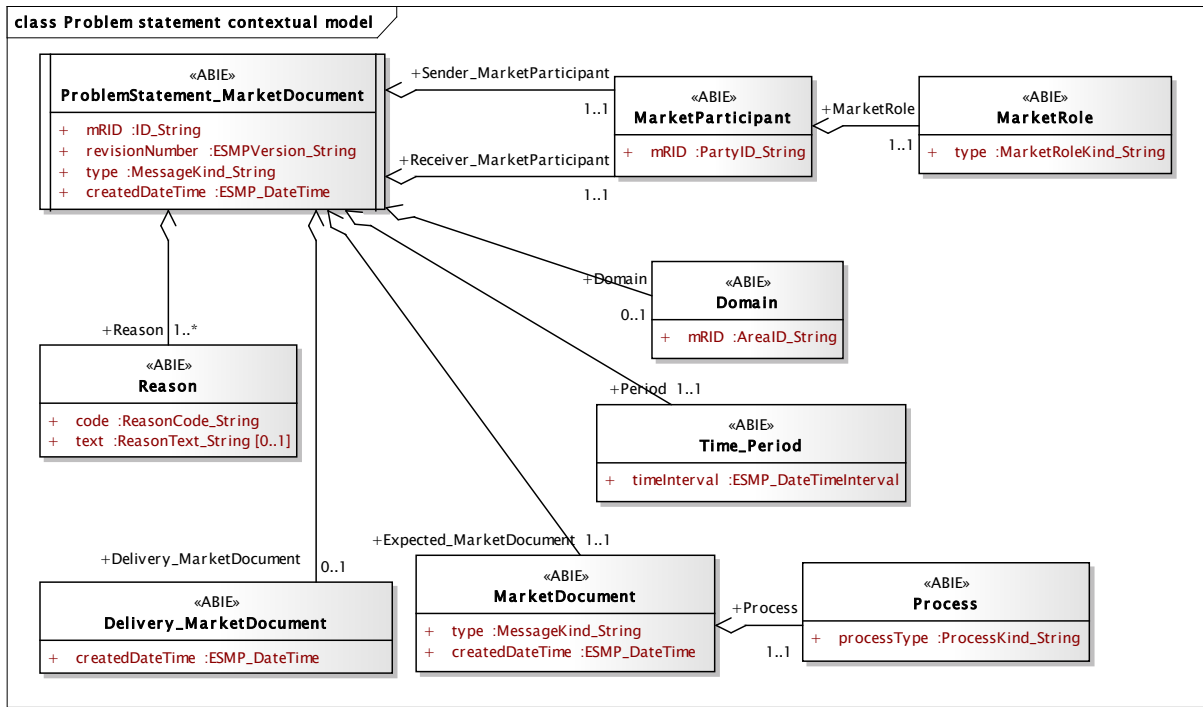 class Problem statement contextual model
«ABIE»
ProblemStatement_MarketDocument
+ mRID :ID_String
+ revisionNumber :ESMPVersion_String
+ type :MessageKind_String
+ createdDateTime :ESMP_DateTime
+Sender_MarketParticipant
1..1
+Receiver_MarketParticipant
1..1
«ABIE»
MarketParticipant
+ mRID :PartyID_String
+MarketRole
1..1
«ABIE»
MarketRole
+ type :MarketRoleKind_String
+Domain
0..1
«ABIE»
Domain
+ mRID :AreaID_String
+Reason 1..*
«ABIE»
Reason
+ code :ReasonCode_String
+ text :ReasonText_String [0..1]
+Period 1..1
«ABIE»
Time_Period
+ timeInterval :ESMP_DateTimeInterval
+Delivery_MarketDocument
0..1
«ABIE»
Delivery_MarketDocument
+ createdDateTime :ESMP_DateTime
+Expected_MarketDocument 1..1
«ABIE»
MarketDocument
+ type :MessageKind_String
+ createdDateTime :ESMP_DateTime
+Process
1..1
«ABIE»
Process
+ processType :ProcessKind_String